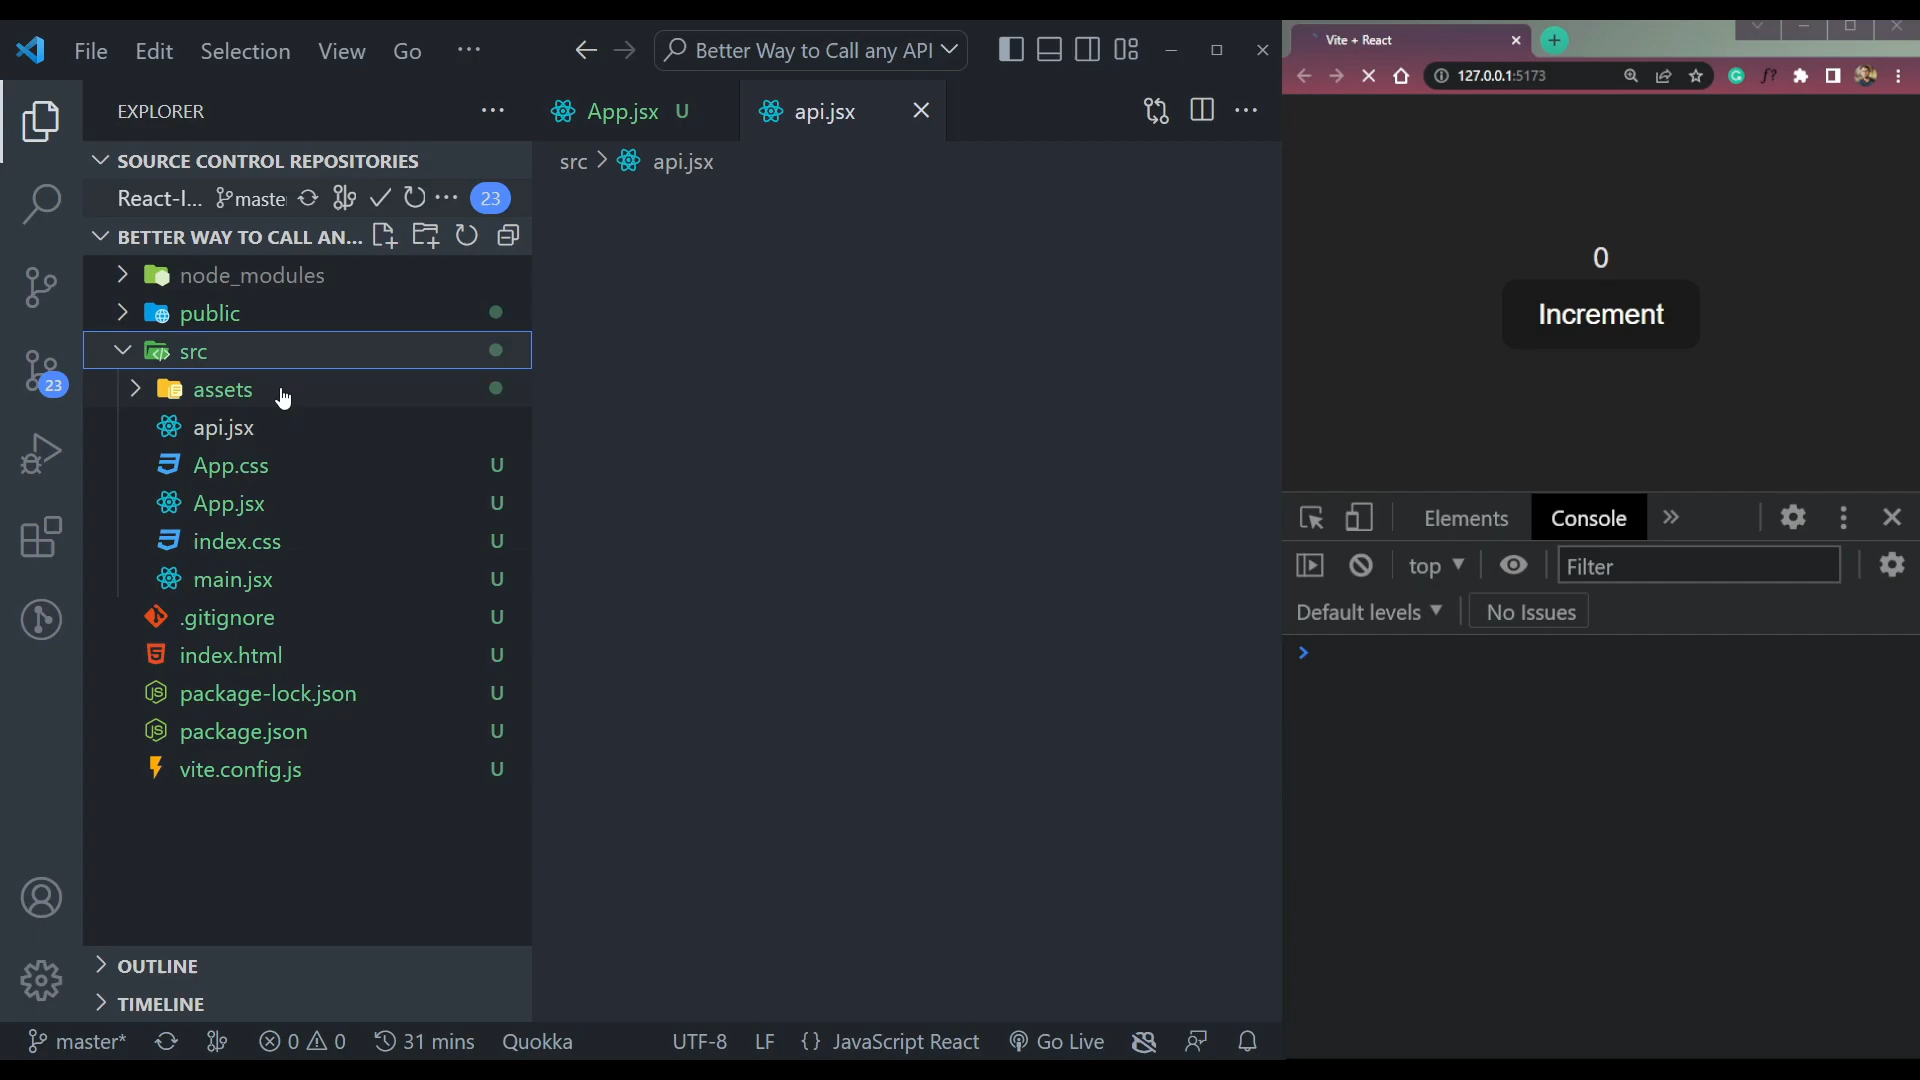 File Edit Selection View Go ···
Better Way to Call any API
EXPLORER
SOURCE CONTROL REPOSITORIES
React-I... master 23
BETTER WAY TO CALL AN...
node_modules
public
src
assets
api.jsx
App.css U
App.jsx U
index.css U
main.jsx U
.gitignore U
index.html U
package-lock.json U
package.json U
vite.config.js U
OUTLINE
TIMELINE
23
App.jsx U
api.jsx
src > api.jsx
master* 0 0 31 mins Quokka UTF-8 LF {} JavaScript React Go Live
Vite + React
127.0.0.1:5173
0
Increment
Elements Console
top Filter
Default levels No Issues